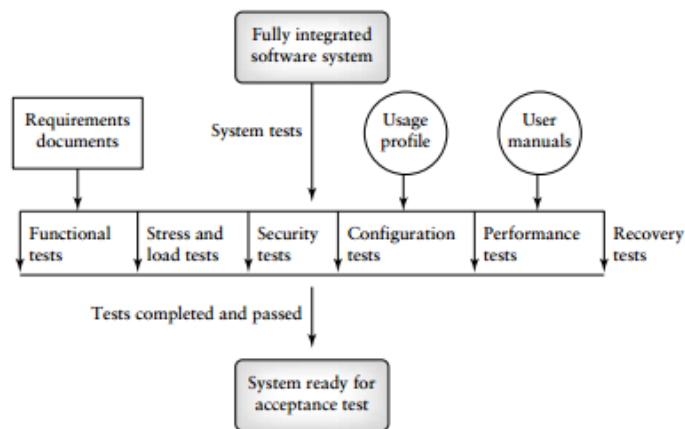 Fully integrated
software system
Requirements
documents
System tests
Usage
profile
User
manuals
Functional
tests
Stress and
load tests
Security
tests
Configuration
tests
Performance
tests
Recovery
tests
Tests completed and passed
System ready for
acceptance test